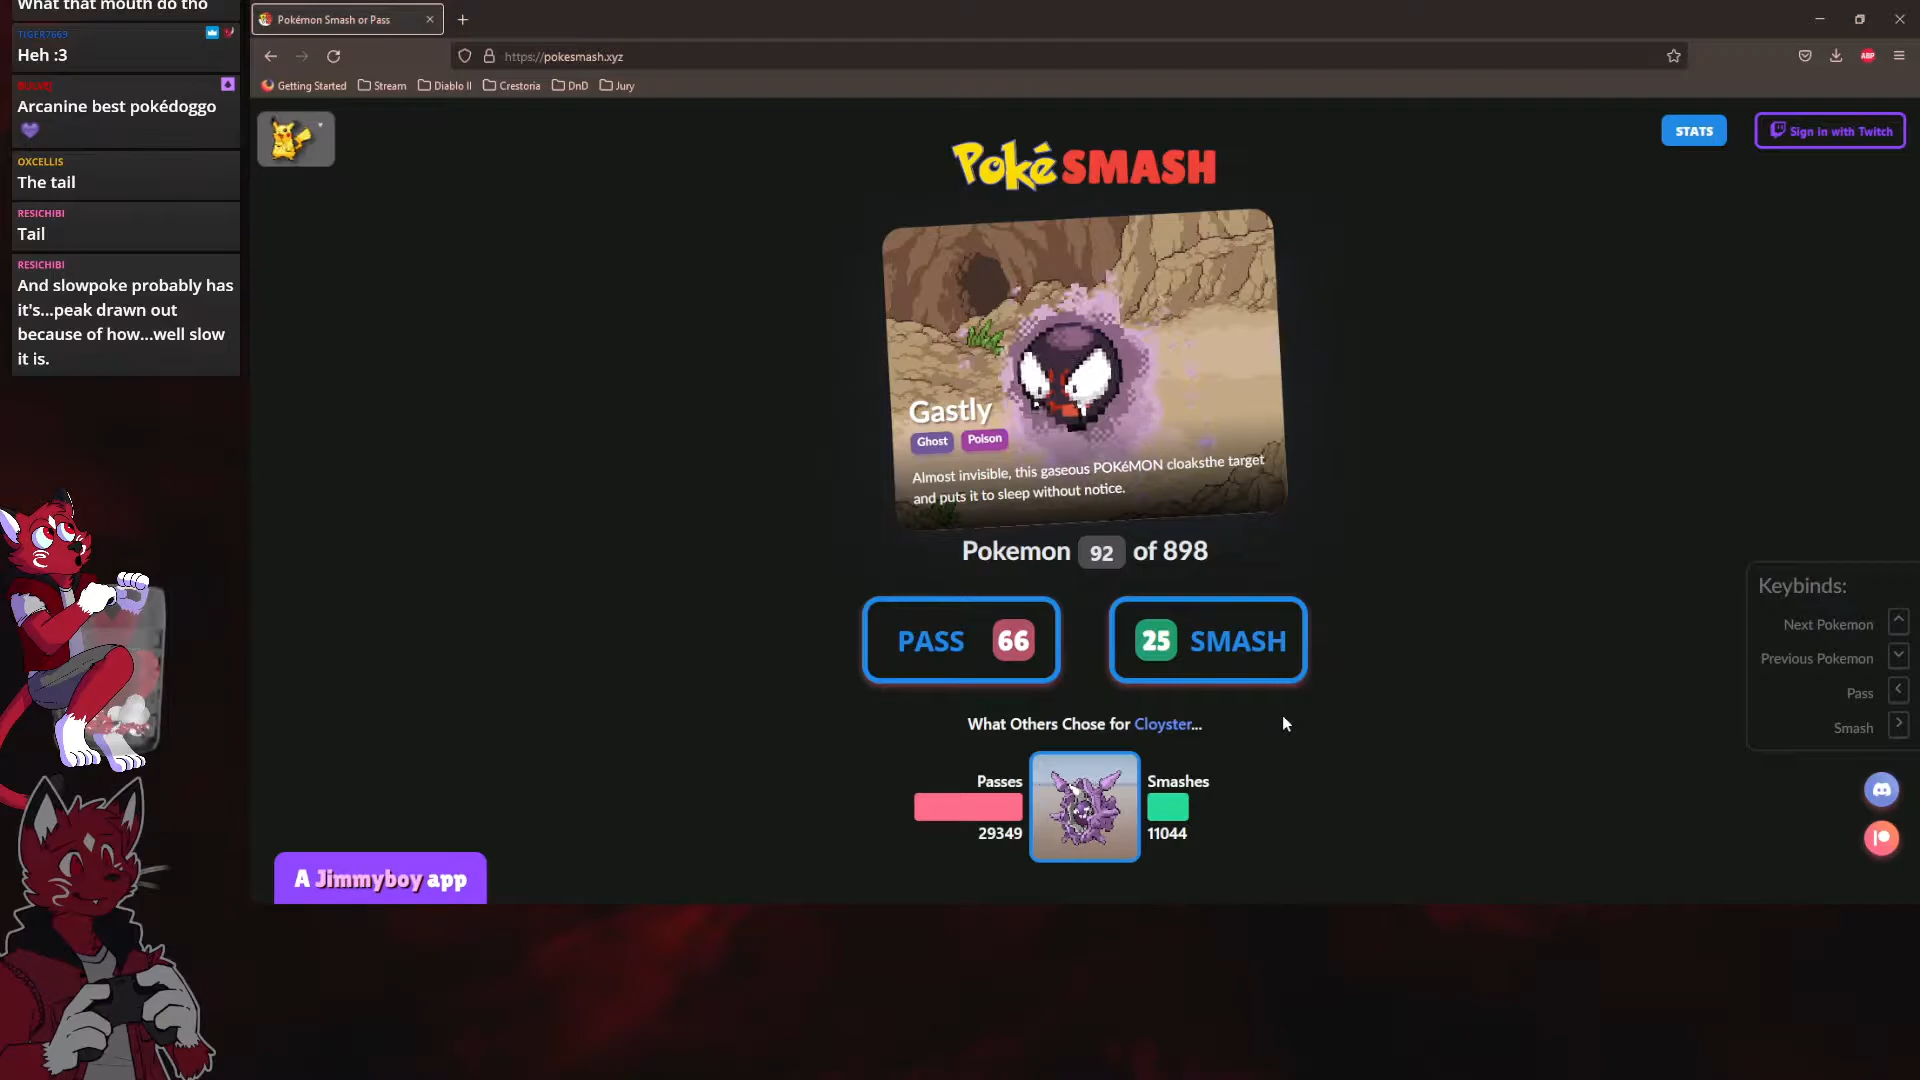 What that mouth do tho
TIGER7669
Heh :3
Arcanine best pokédoggo
OXCELLIS
The tail
RESICHIBI
Tail
RESICHIBI
And slowpoke probably has
it's...peak drawn out
because of how...well slow
it is.
Pokémon Smash or Pass
https://pokesmash.xyz
ABP
Getting Started
Stream
Diablo II
Crestoria
DnD
Jury
STATS
Sign in with Twitch
Poké SMASH
Gastly
Ghost
Poison
Almost invisible, this gaseous POKéMON cloaksthe target
and puts it to sleep without notice.
Pokemon 92 of 898
PASS 66
25 SMASH
What Others Chose for Cloyster...
Passes
29349
Smashes
11044
Keybinds:
Next Pokemon
Previous Pokemon
Pass
Smash
A Jimmyboy app